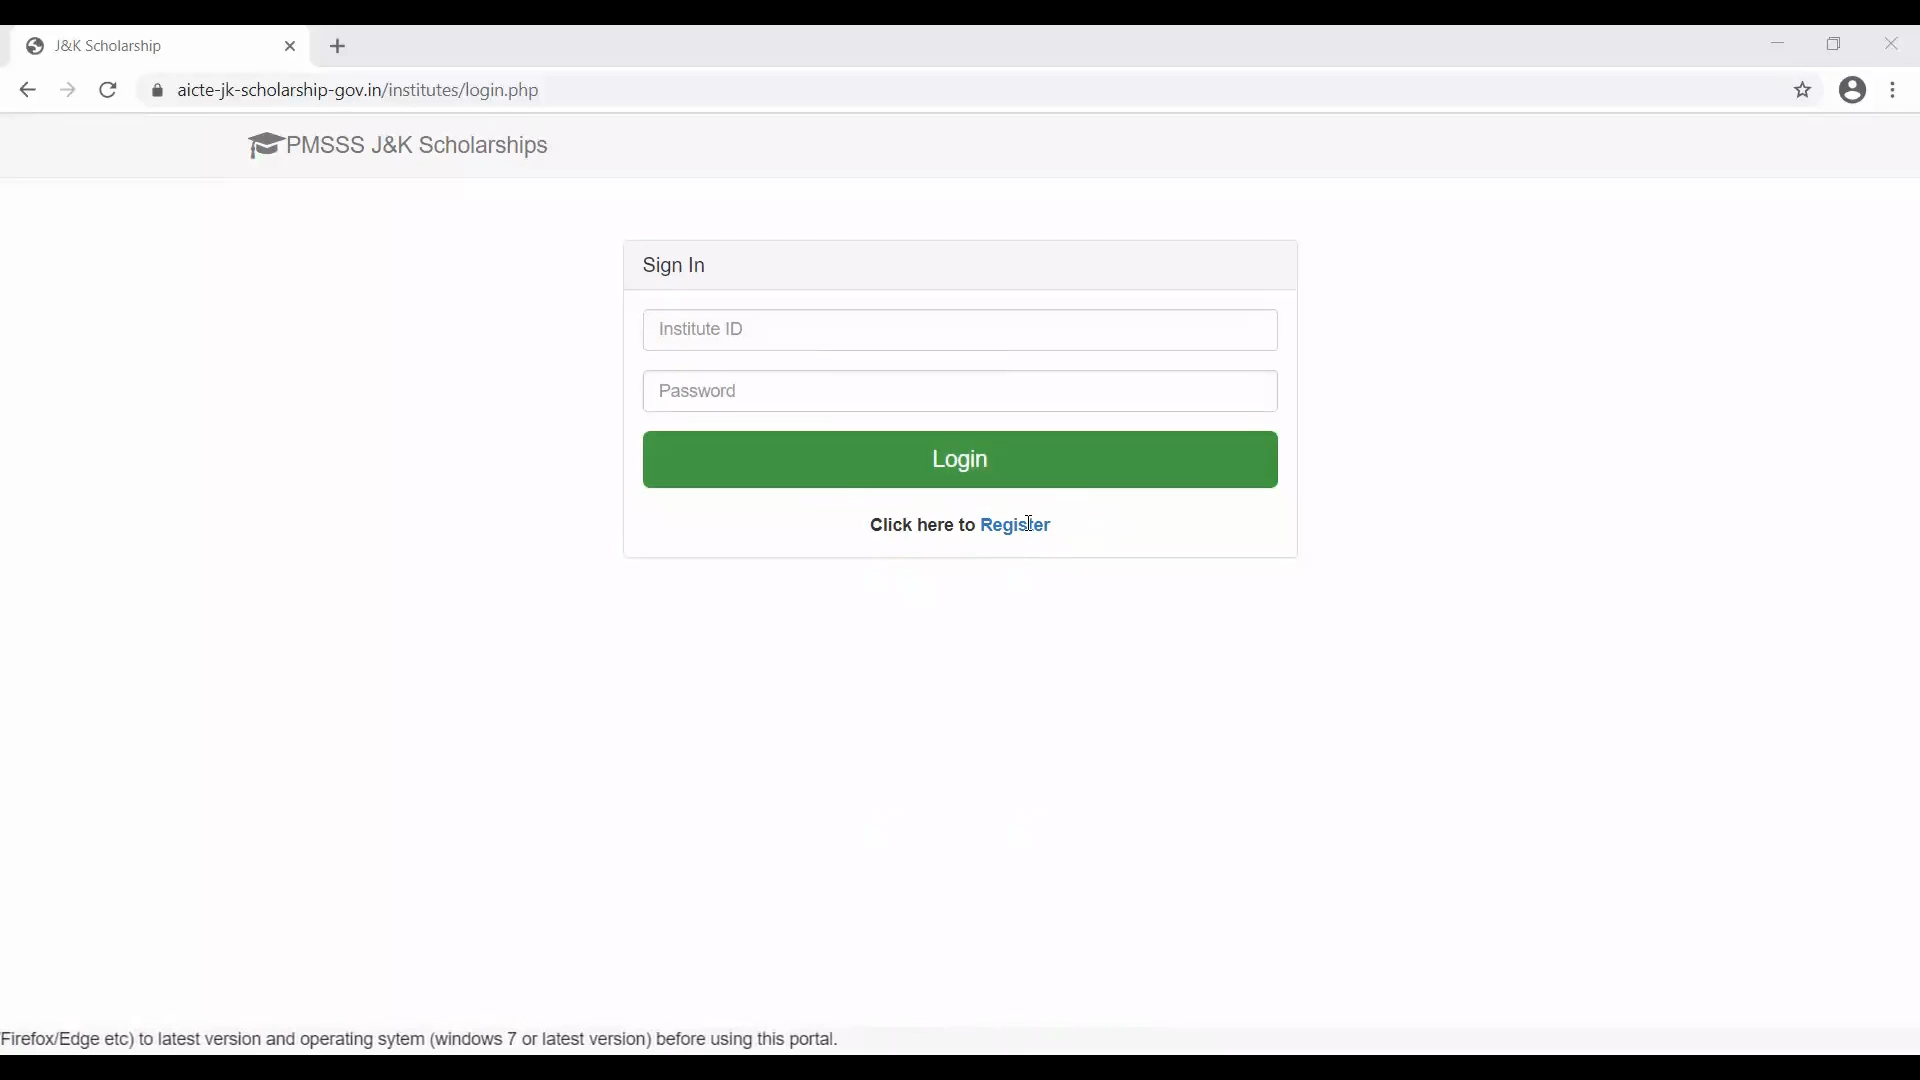 J&K Scholarship
aicte-jk-scholarship-gov.in/institutes/login.php
PMSSS J&K Scholarships
Sign In
Institute ID
Password
Login
Click here to Register
Firefox/Edge etc) to latest version and operating sytem (windows 7 or latest version) before using this portal.